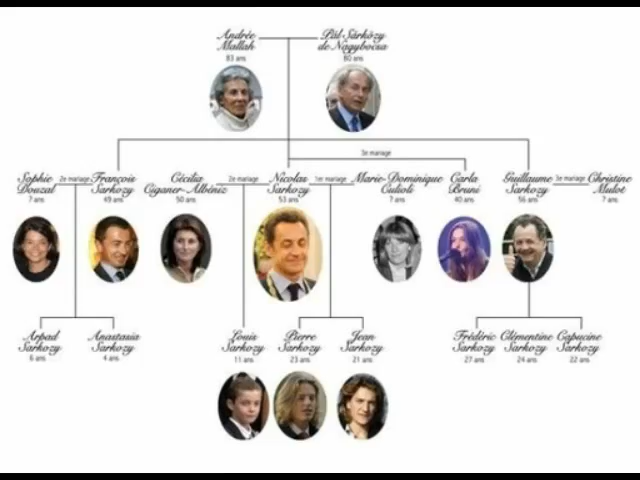 Andrée
Mallah
83 ans
Pál Sárközy
de Nagybocsa
80 ans
3e mariage
Sophie
Douzal
? ans
2e mariage
François
Sarkozy
49 ans
Cécilia
Ciganer-Albéniz
50 ans
2e mariage
Nicolas
Sarkozy
53 ans
1er mariage
Marie-Dominique
Culioli
? ans
Carla
Bruni
40 ans
Guillaume
Sarkozy
56 ans
3e mariage
Christine
Mulot
? ans
Arpad
Sarkozy
6 ans
Anastasia
Sarkozy
4 ans
Louis
Sarkozy
11 ans
Pierre
Sarkozy
23 ans
Jean
Sarkozy
21 ans
Frédéric
Sarkozy
27 ans
Clémentine
Sarkozy
24 ans
Capucine
Sarkozy
22 ans